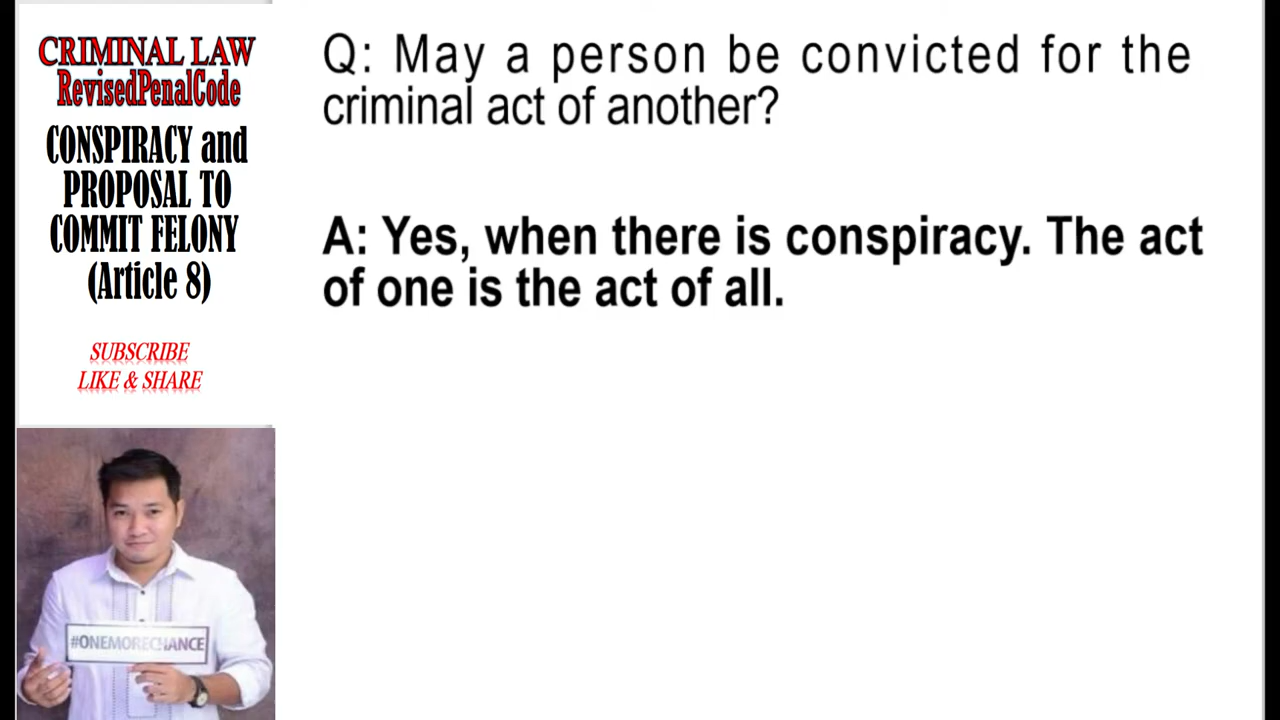 CRIMINAL LAW
RevisedPenalCode
CONSPIRACY and
PROPOSAL TO
COMMIT FELONY
(Article 8)
SUBSCRIBE
LIKE & SHARE
#ONEMORECHANCE
Q: May a person be convicted for the
criminal act of another?
A: Yes, when there is conspiracy. The act
of one is the act of all.